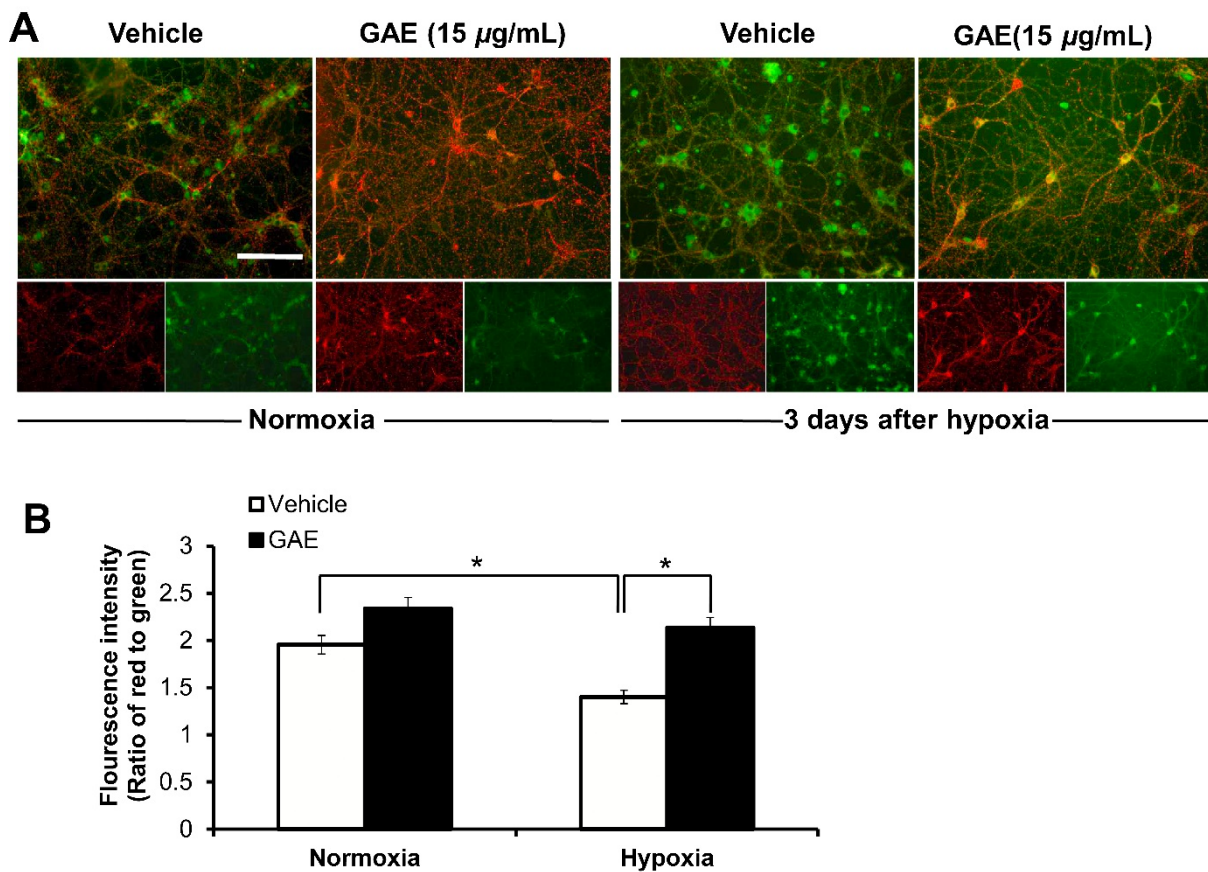 A
Vehicle
GAE (15 µg/mL)
Vehicle
GAE(15 µg/mL)
Normoxia
3 days after hypoxia
B
Vehicle
GAE
Flourescence intensity
(Ratio of red to green)
3
2.5
2
1.5
1
0.5
0
*
*
Normoxia
Hypoxia